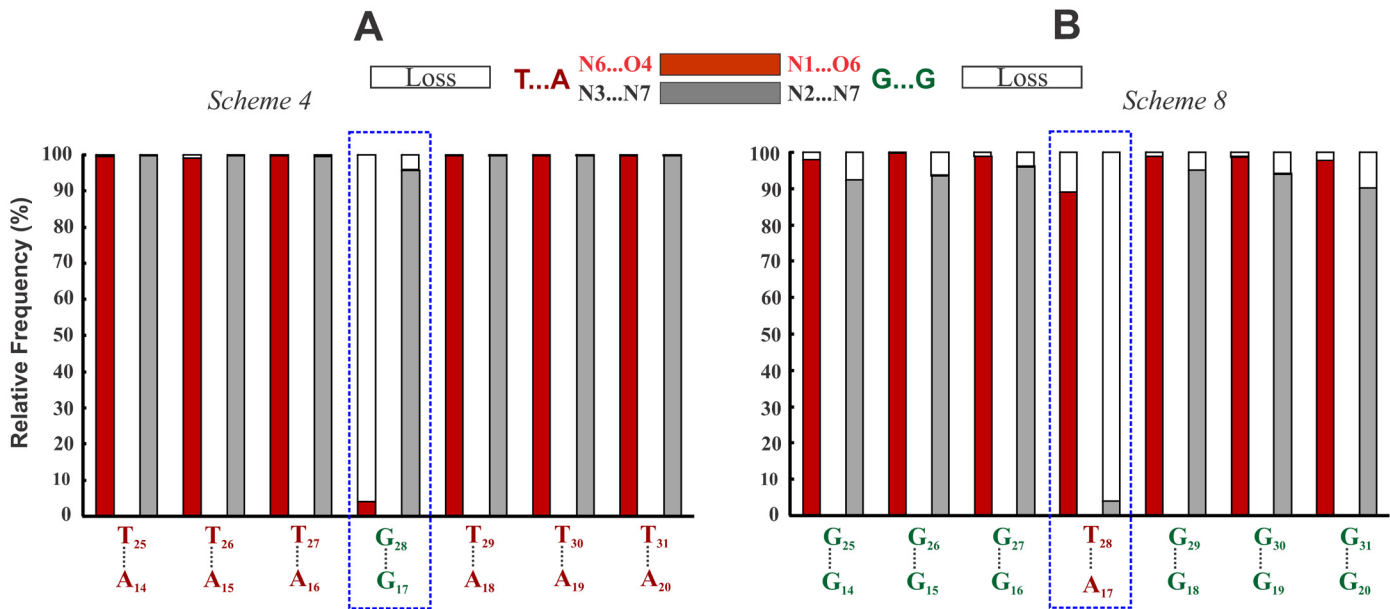 A
B
Loss
T...A
N6...O4
N1...O6
N3...N7
N2...N7
G...G
Loss
Scheme 4
Scheme 8
Relative Frequency (%)
100
90
80
70
60
50
40
30
20
10
0
T25
T26
T27
G28
T29
T30
T31
A14
A15
A16
G17
A18
A19
A20
100
90
80
70
60
50
40
30
20
10
0
G25
G26
G27
T28
G29
G30
G31
G14
G15
G16
A17
G18
G19
G20